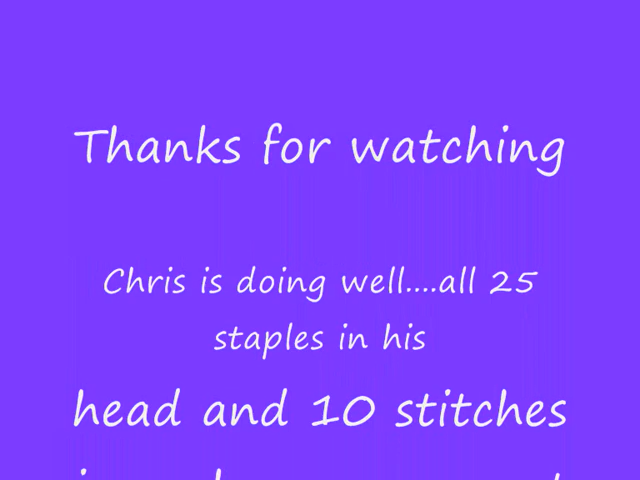 Thanks for watching
Chris is doing well....all 25
staples in his
head and 10 stitches